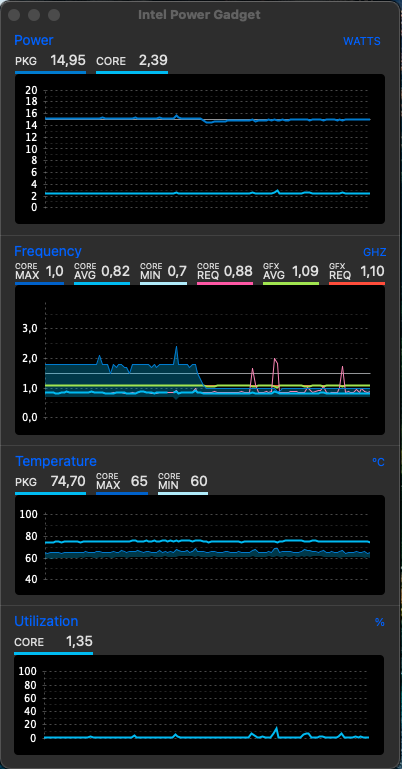 Intel Power Gadget
Power WATTS
PKG 14,95 CORE 2,39
20
18
16
14
12
10
8
6
4
2
0
Frequency GHZ
CORE MAX 1,0 CORE AVG 0,82 CORE MIN 0,7 CORE REQ 0,88 GFX AVG 1,09 GFX REQ 1,10
3,0
2,0
1,0
0,0
Temperature °C
PKG 74,70 CORE MAX 65 CORE MIN 60
100
80
60
40
Utilization %
CORE 1,35
100
80
60
40
20
0